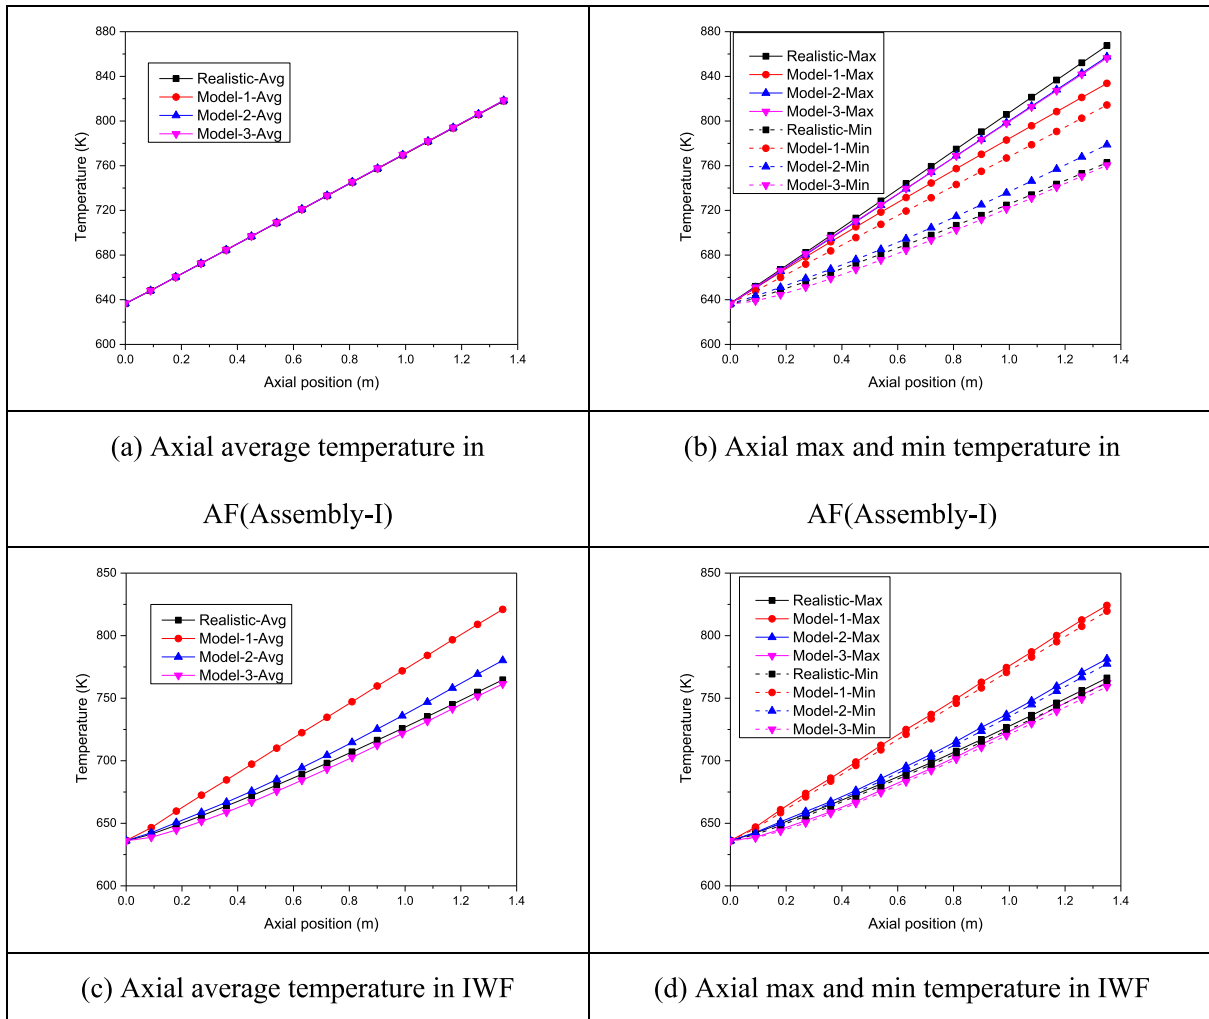 880
840
800
760
720
680
640
600
Temperature (K)
Realistic-Avg
Model-1-Avg
Model-2-Avg
Model-3-Avg
0.0 0.2 0.4 0.6 0.8 1.0 1.2 1.4
Axial position (m)
880
840
800
760
720
680
640
600
Temperature (K)
Realistic-Max
Model-1-Max
Model-2-Max
Model-3-Max
Realistic-Min
Model-1-Min
Model-2-Min
Model-3-Min
0.0 0.2 0.4 0.6 0.8 1.0 1.2 1.4
Axial position (m)
(a) Axial average temperature in
AF(Assembly-I)
(b) Axial max and min temperature in
AF(Assembly-I)
850
800
750
700
650
600
Temperature (K)
Realistic-Avg
Model-1-Avg
Model-2-Avg
Model-3-Avg
0.0 0.2 0.4 0.6 0.8 1.0 1.2 1.4
Axial position (m)
850
800
750
700
650
600
Temperature (K)
Realistic-Max
Model-1-Max
Model-2-Max
Model-3-Max
Realistic-Min
Model-1-Min
Model-2-Min
Model-3-Min
0.0 0.2 0.4 0.6 0.8 1.0 1.2 1.4
Axial position (m)
(c) Axial average temperature in IWF
(d) Axial max and min temperature in IWF